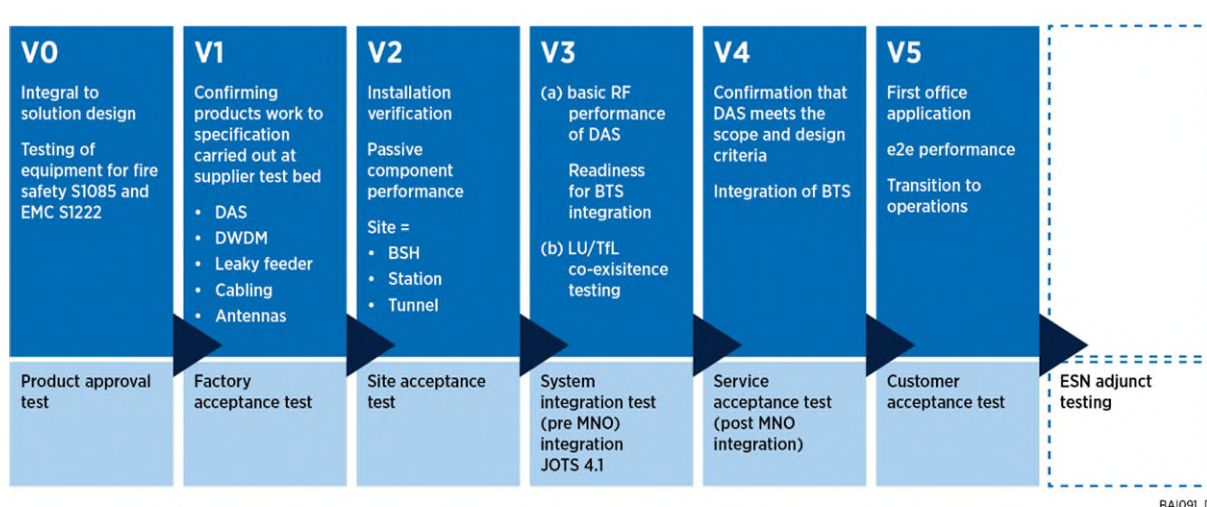 V0
Integral to
solution design
Testing of
equipment for fire
safety S1085 and
EMC S1222
Product approval
test
V1
Confirming
products work to
specification
carried out at
supplier test bed
• DAS
• DWDM
• Leaky feeder
• Cabling
• Antennas
Factory
acceptance test
V2
Installation
verification
Passive
component
performance
Site =
• BSH
• Station
• Tunnel
Site acceptance
test
V3
(a) basic RF
performance
of DAS
Readiness
for BTS
integration
(b) LU/TfL
co-exisitence
testing
System
integration test
(pre MNO)
integration
JOTS 4.1
V4
Confirmation that
DAS meets the
scope and design
criteria
Integration of BTS
Service
acceptance test
(post MNO
integration)
V5
First office
application
e2e performance
Transition to
operations
Customer
acceptance test
ESN adjunct
testing